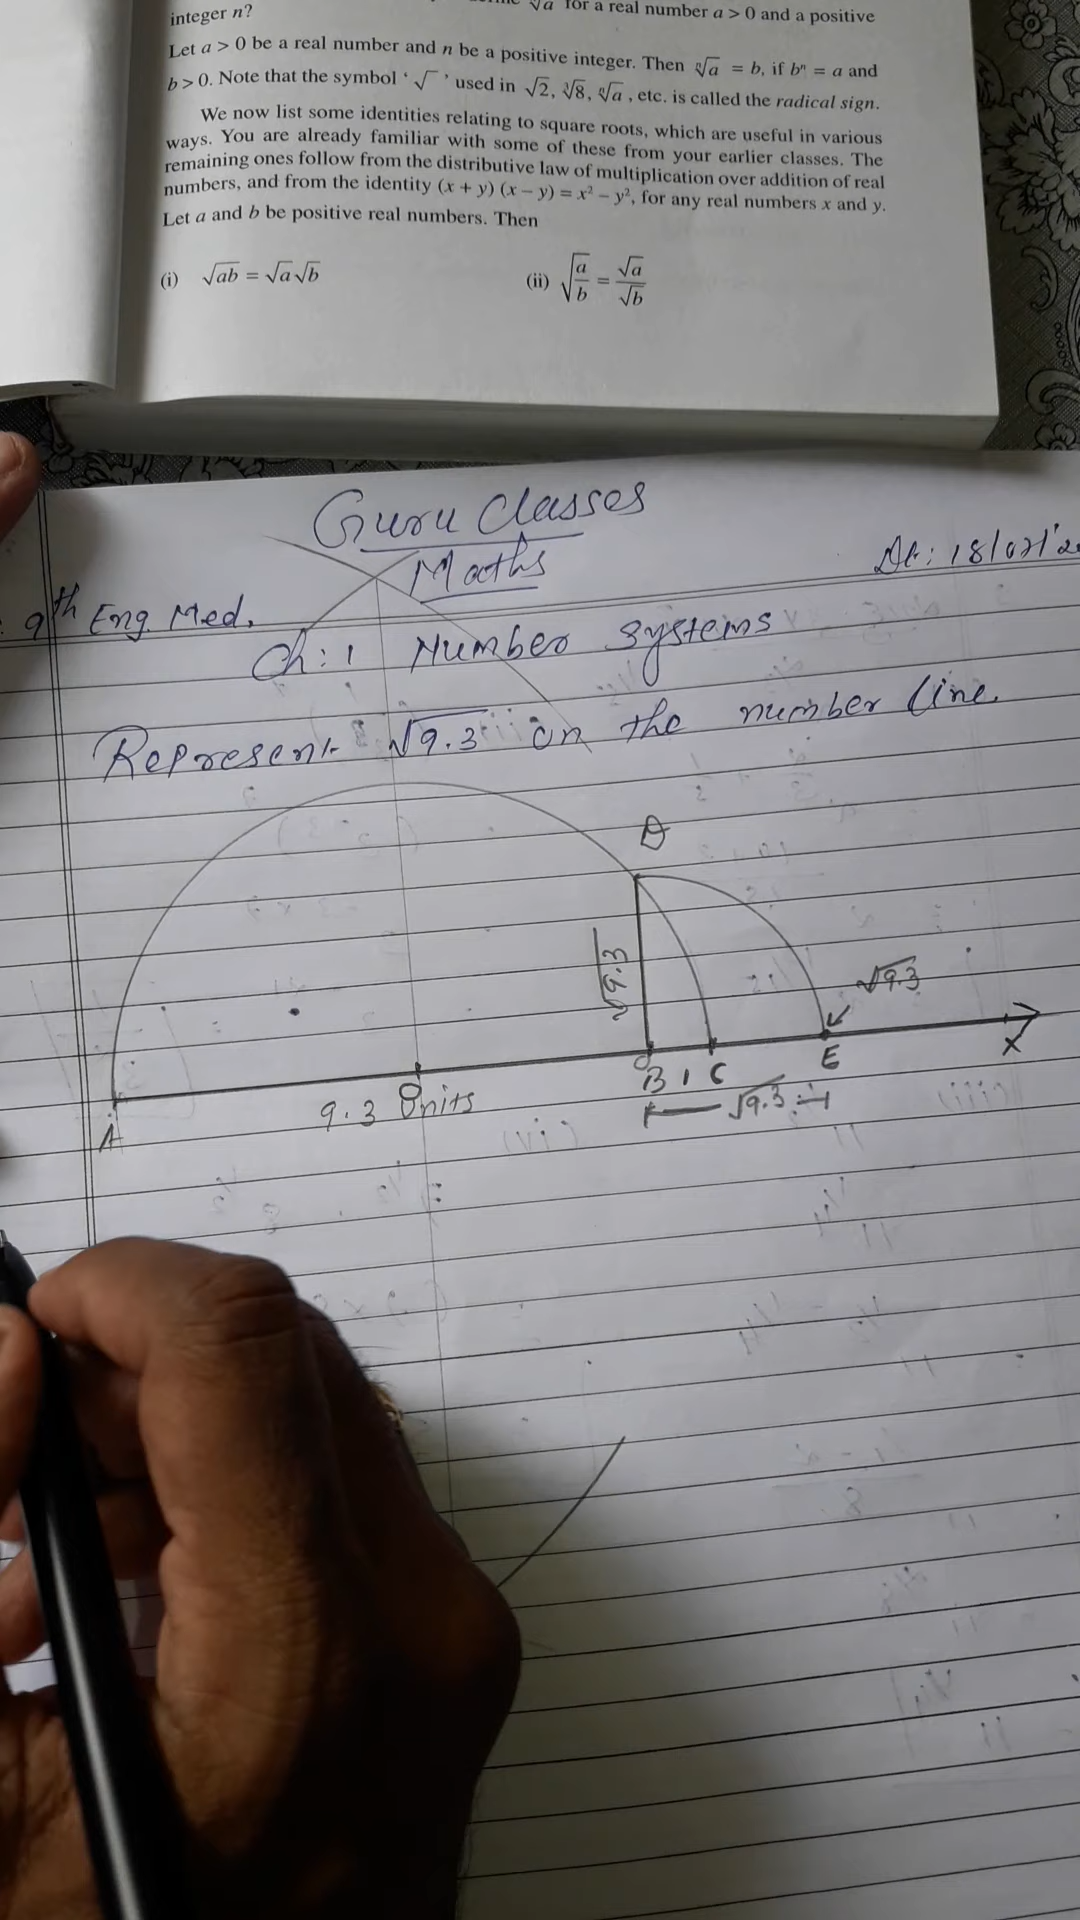 √a for a real number a > 0 and a positive
integer n?
Let a > 0 be a real number and n be a positive integer. Then ⁿ√a = b, if bⁿ = a and
b > 0. Note that the symbol ‘√ ’ used in √2, ³√8, ⁿ√a, etc. is called the radical sign.
We now list some identities relating to square roots, which are useful in various
ways. You are already familiar with some of these from your earlier classes. The
remaining ones follow from the distributive law of multiplication over addition of real
numbers, and from the identity (x + y) (x – y) = x² – y², for any real numbers x and y.
Let a and b be positive real numbers. Then
(i) √ab = √a√b (ii) √(a/b) = √a/√b
Guru Classes
Maths
Dt: 18/07/2
9th Eng Med.
Ch: 1 Number systems
Represent √9.3 on the number line
D
√9.3
√9.3
A
9.3 Units
O
B 1 C
E
X
√9.3